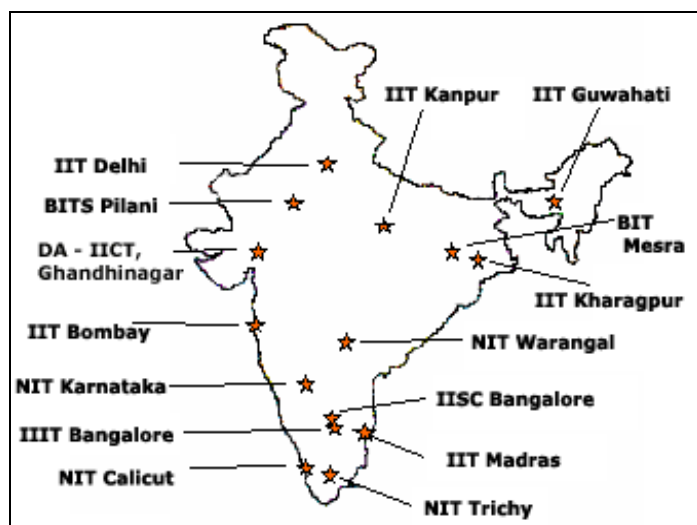 IIT Kanpur
IIT Guwahati
IIT Delhi
BITS Pilani
BIT
Mesra
DA - IICT,
Ghandhinagar
IIT Kharagpur
IIT Bombay
NIT Warangal
NIT Karnataka
IISC Bangalore
IIIT Bangalore
IIT Madras
NIT Calicut
NIT Trichy